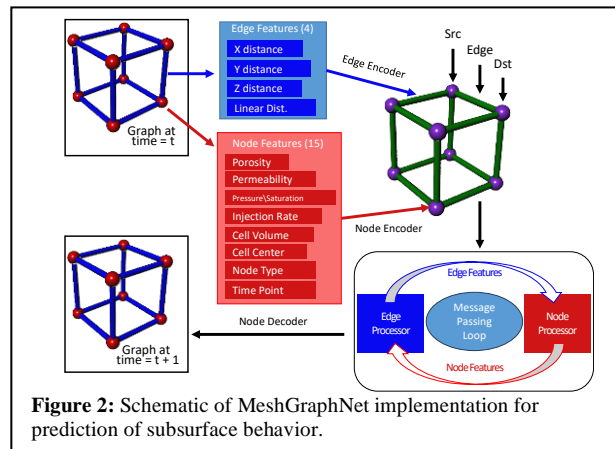 Edge Features (4)
X distance
Y distance
Z distance
Linear Dist.
Edge Encoder
Src
Edge
Dst
Graph at
time = t
Node Features (15)
Porosity
Permeability
Pressure\Saturation
Injection Rate
Cell Volume
Cell Center
Node Type
Time Point
Node Encoder
Edge Features
Edge
Processor
Message
Passing
Loop
Node
Processor
Node Features
Node Decoder
Graph at
time = t + 1
Figure 2: Schematic of MeshGraphNet implementation for
prediction of subsurface behavior.